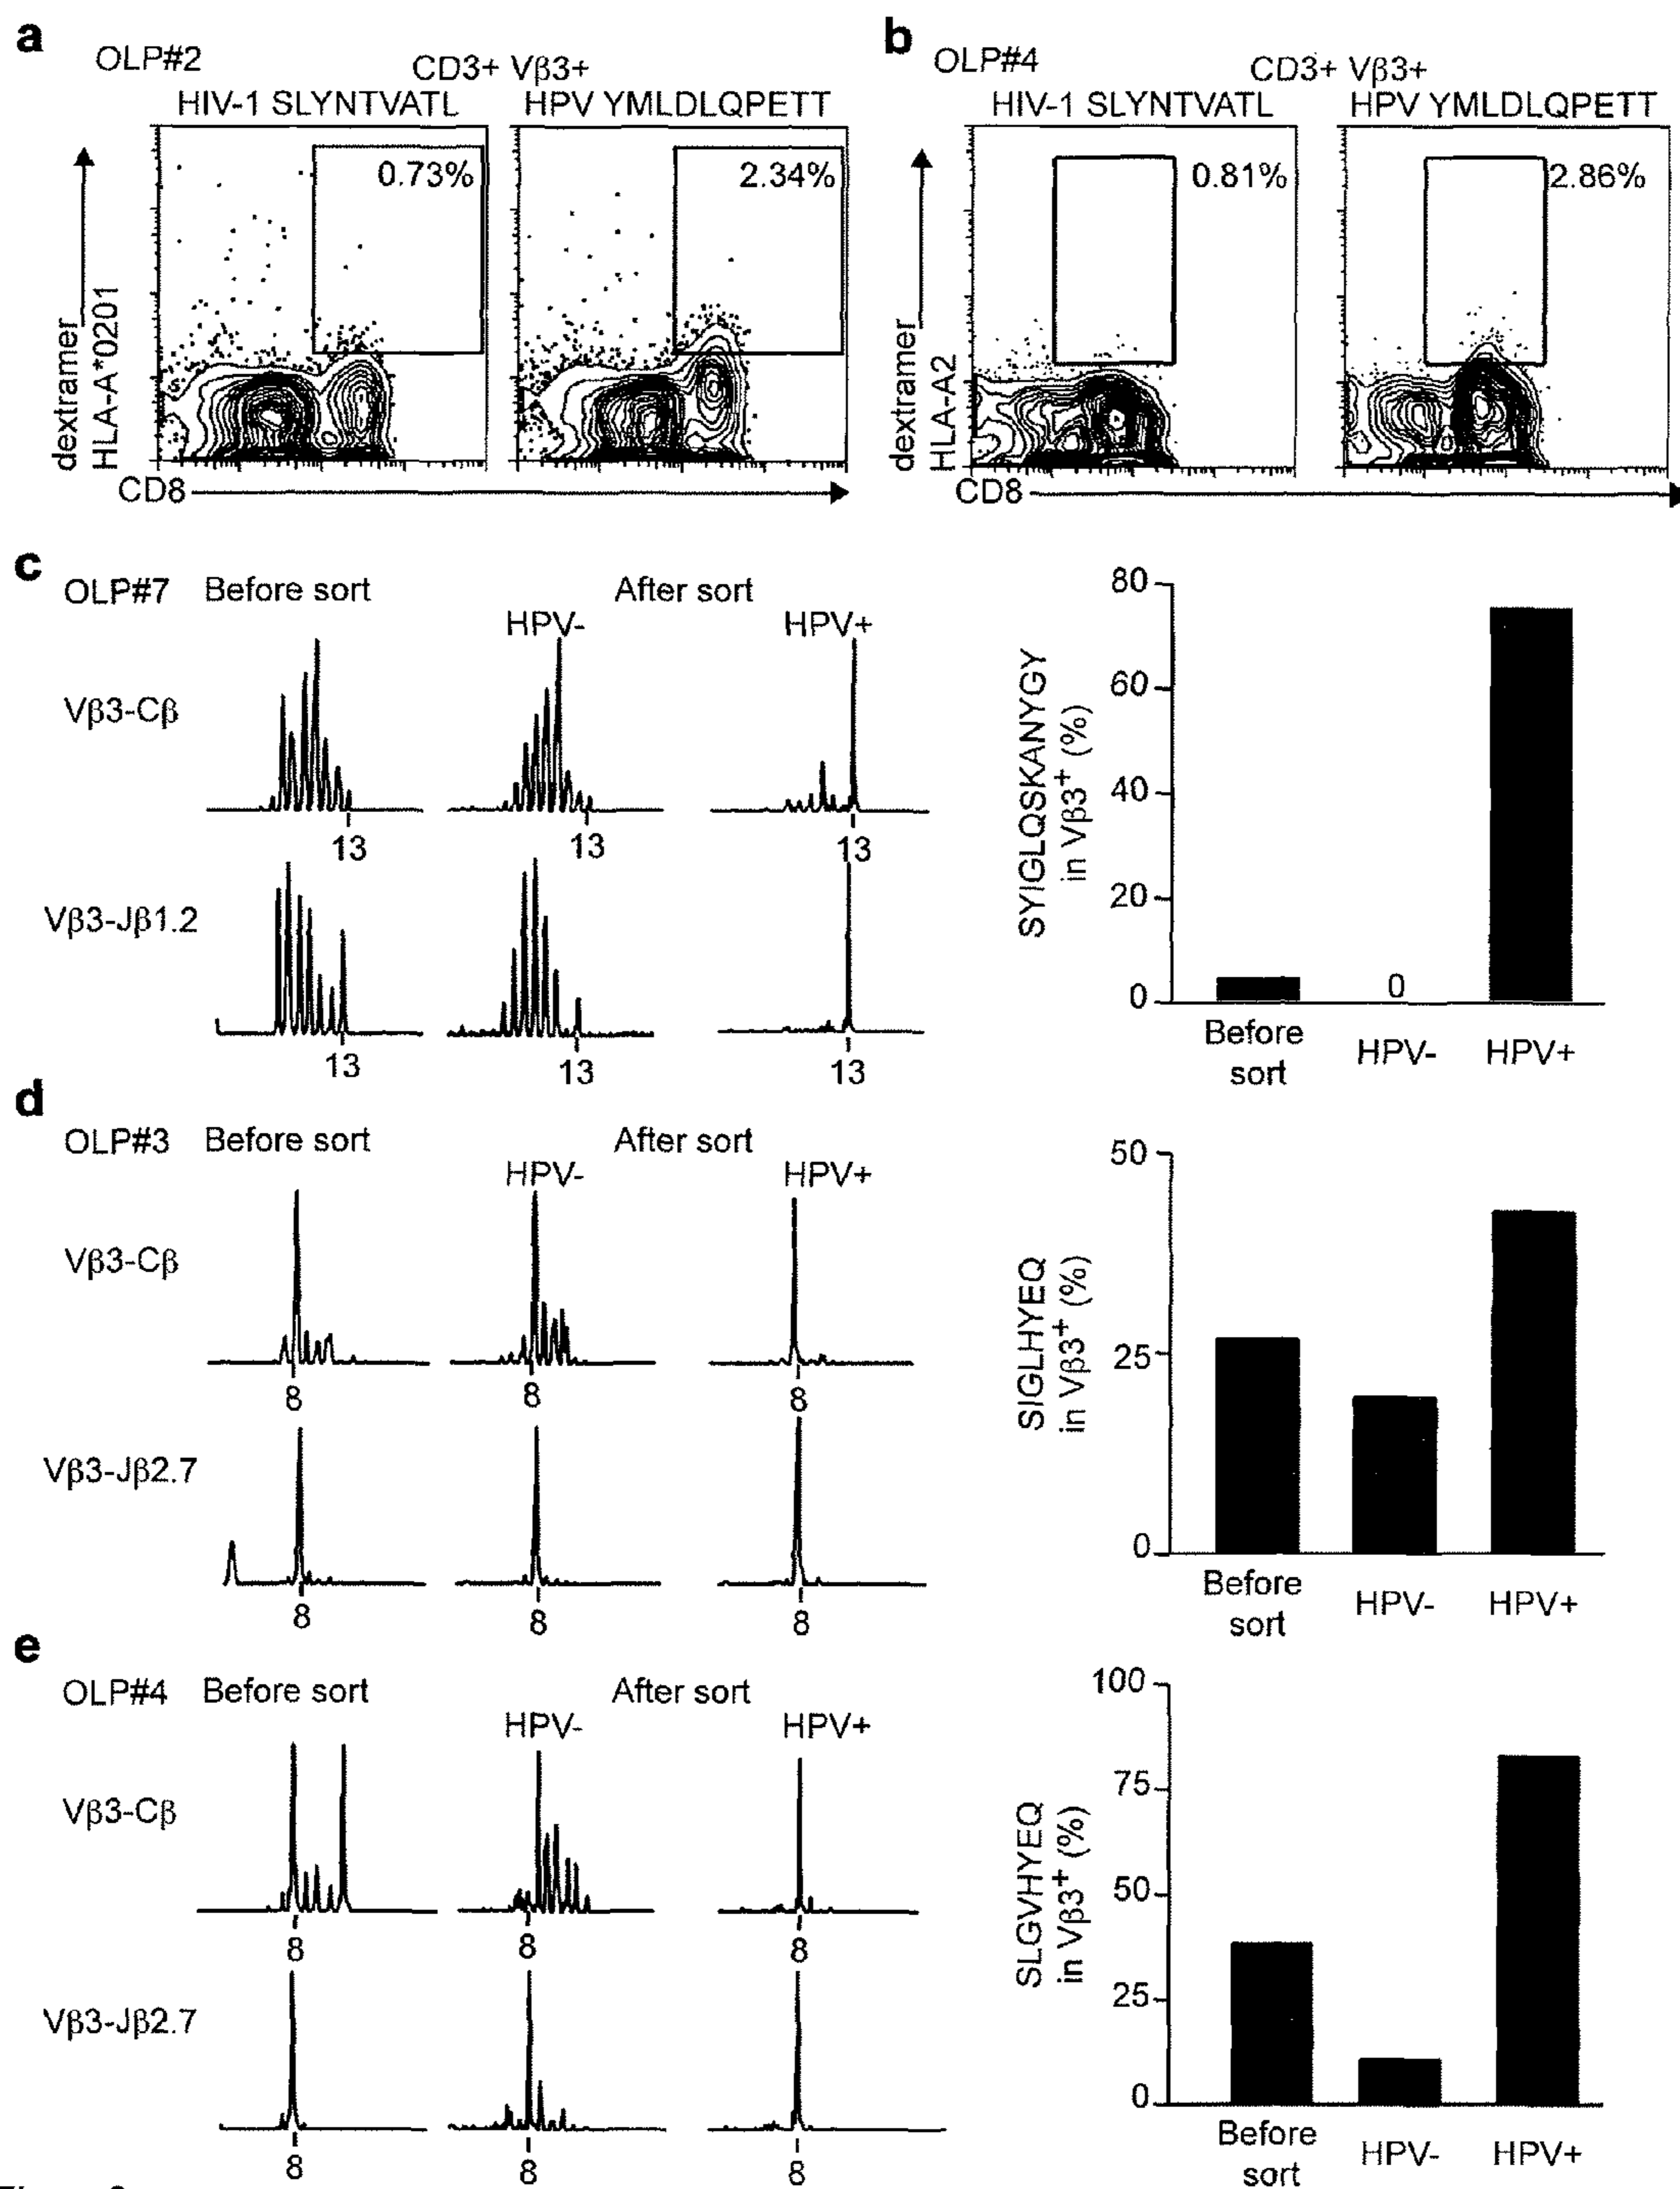 a
OLP#2
CD3+ Vβ3+
HIV-1 SLYNTVATL
HPV YMLDLQPETT
0.73%
2.34%
dextramer
HLA-A*0201
CD8
b
OLP#4
CD3+ Vβ3+
HIV-1 SLYNTVATL
HPV YMLDLQPETT
0.81%
2.86%
dextramer
HLA-A2
CD8
c
OLP#7
Before sort
After sort
HPV-
HPV+
Vβ3-Cβ
13
13
13
Vβ3-Jβ1.2
13
13
13
SYIGLQSKANYGY
in Vβ3+ (%)
80
60
40
20
0
0
Before
sort
HPV-
HPV+
d
OLP#3
Before sort
After sort
HPV-
HPV+
Vβ3-Cβ
8
8
8
Vβ3-Jβ2.7
8
8
8
SIGLHYEQ
in Vβ3+ (%)
50
25
0
Before
sort
HPV-
HPV+
e
OLP#4
Before sort
After sort
HPV-
HPV+
Vβ3-Cβ
8
8
8
Vβ3-Jβ2.7
8
8
8
SLGVHYEQ
in Vβ3+ (%)
100
75
50
25
0
Before
sort
HPV-
HPV+